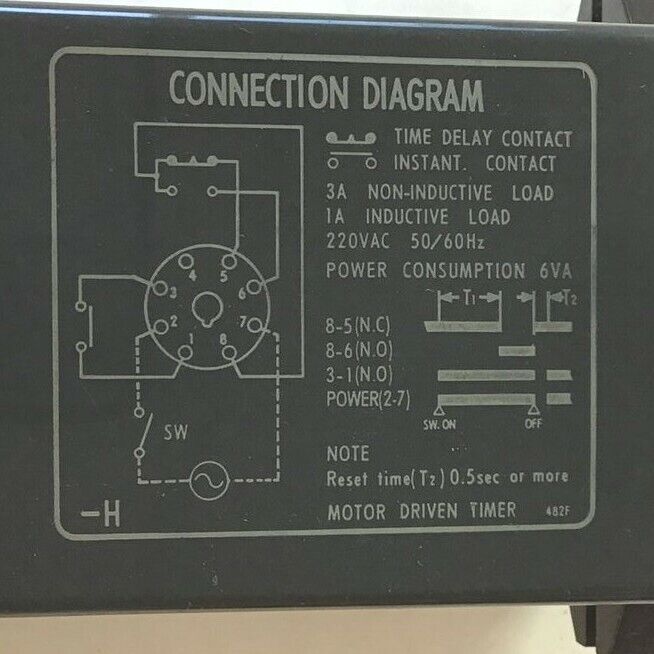 CONNECTION DIAGRAM
TIME DELAY CONTACT
INSTANT. CONTACT
3A NON-INDUCTIVE LOAD
1A INDUCTIVE LOAD
220VAC 50/60Hz
POWER CONSUMPTION 6VA
4 5
3 6
2 7
1 8
SW
-H
T1 T2
8-5(N.C)
8-6(N.O)
3-1(N.O)
POWER(2-7)
SW. ON OFF
NOTE
Reset time(T2) 0.5sec or more
MOTOR DRIVEN TIMER 482F